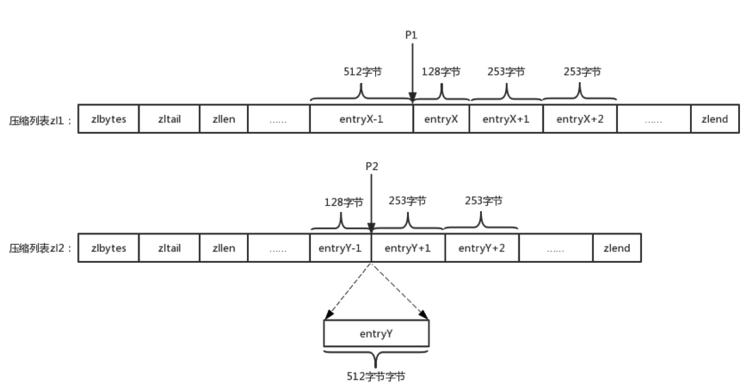 P1
512字节 128字节 253字节 253字节
压缩列表zl1： zlbytes zltail zllen ...... entryX-1 entryX entryX+1 entryX+2 ...... zlend
P2
128字节 253字节 253字节
压缩列表zl2： zlbytes zltail zllen ...... entryY-1 entryY+1 entryY+2 ...... zlend
entryY
512字节字节